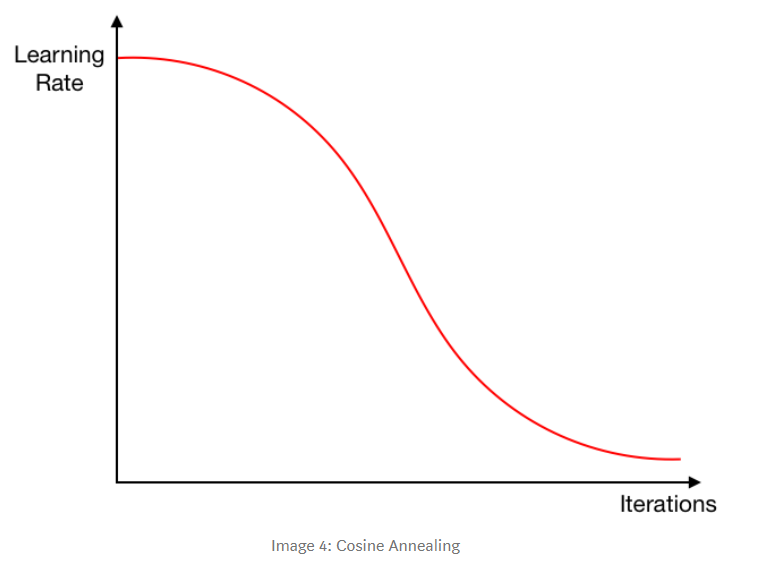 Learning
Rate
Iterations
Image 4: Cosine Annealing